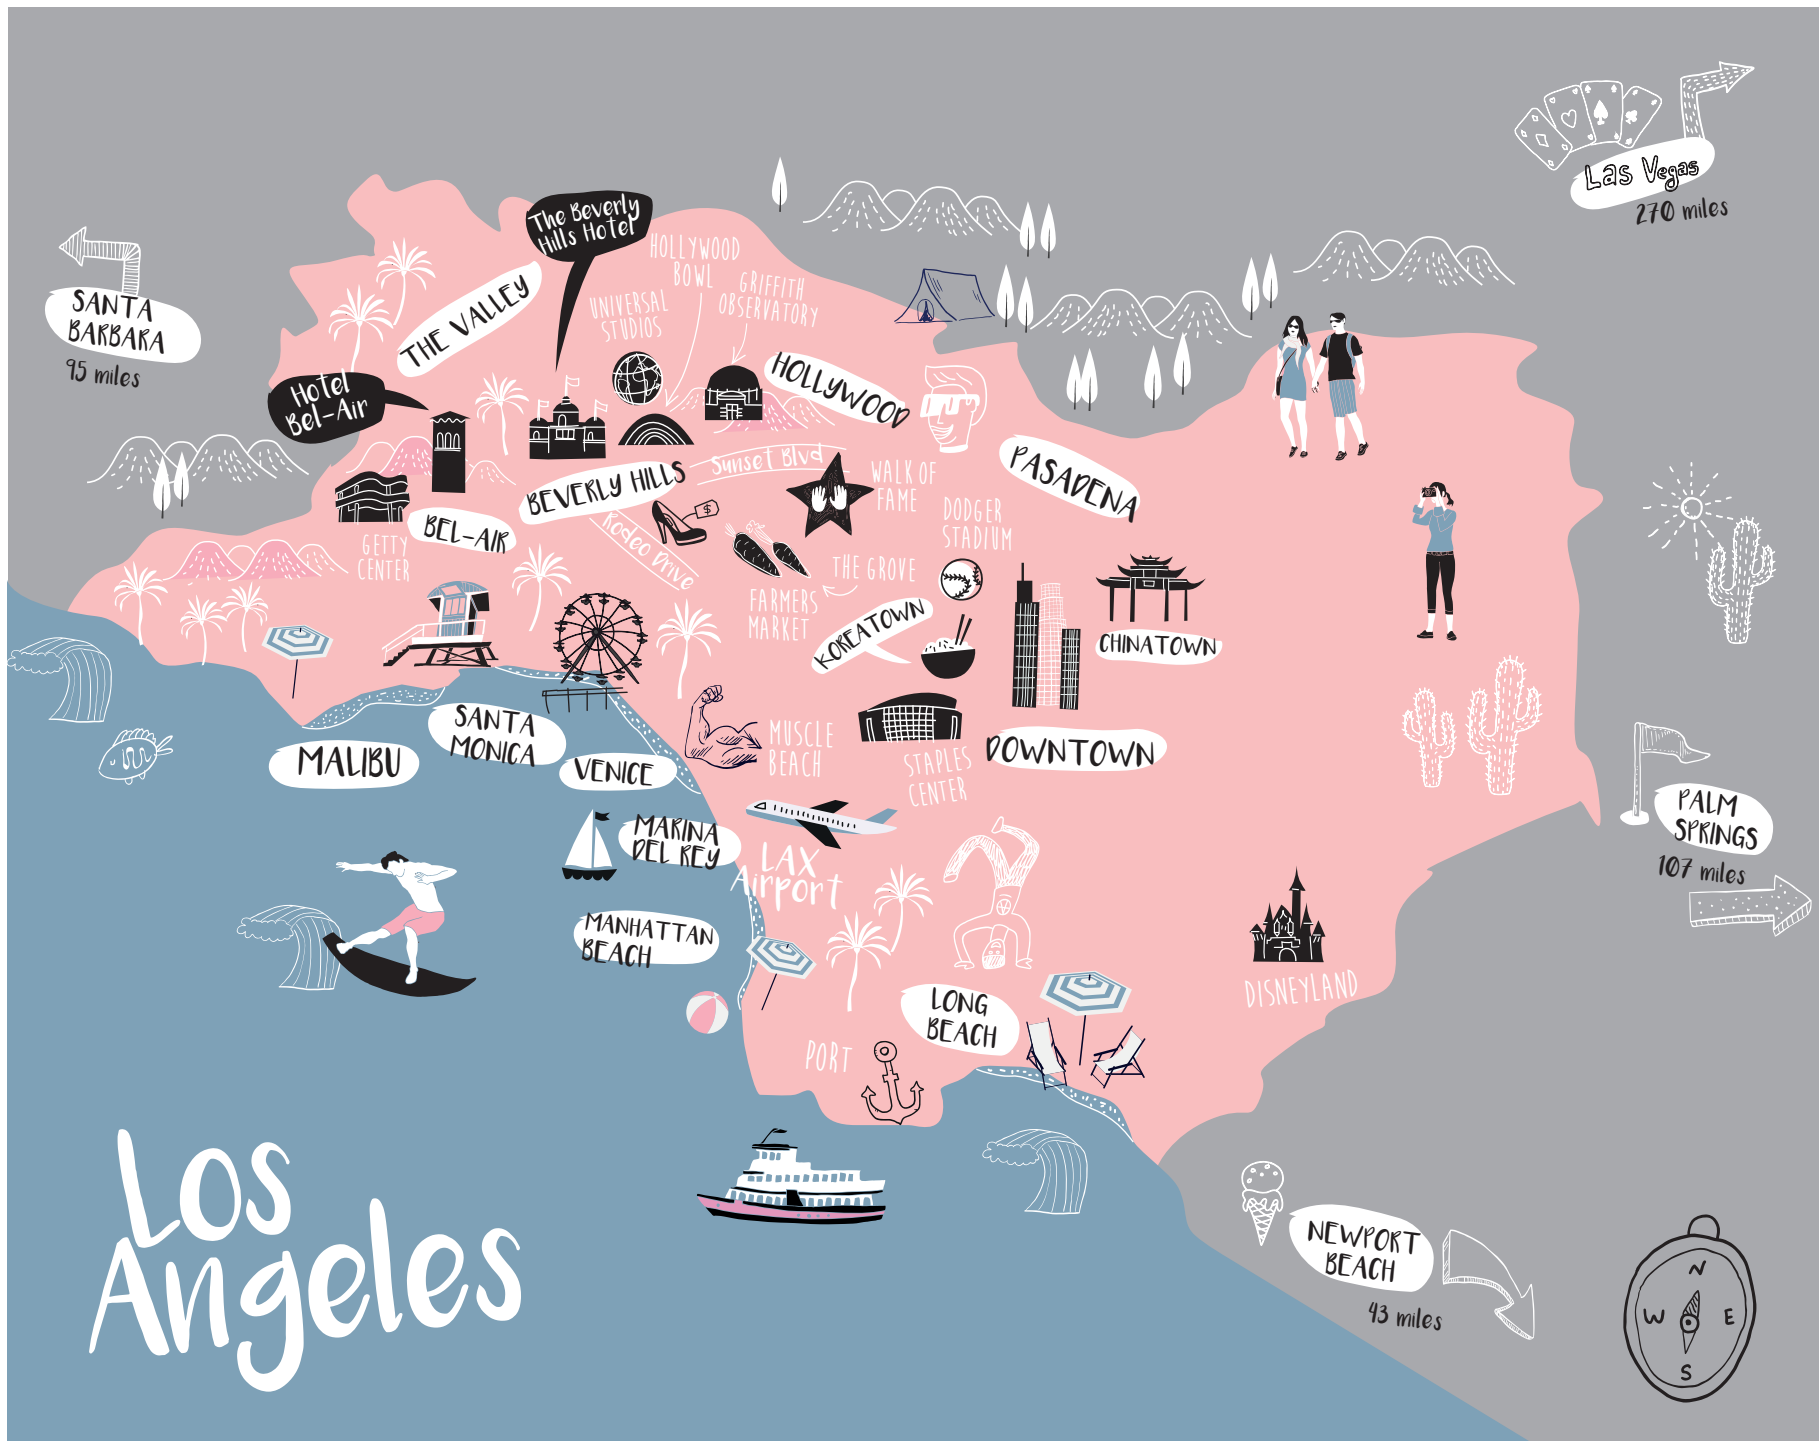 Las Vegas
270 miles
The Beverly
Hills Hotel
HOLLYWOOD
BOWL
GRIFFITH
OBSERVATORY
UNIVERSAL
STUDIOS
SANTA
BARBARA
95 miles
THE VALLEY
Hotel
Bel-Air
HOLLYWOOD
PASADENA
BEVERLY HILLS
Sunset Blvd
WALK OF
FAME
$
DODGER
STADIUM
BEL-AIR
GETTY
CENTER
Rodeo Drive
THE GROVE
FARMERS
MARKET
KOREATOWN
CHINATOWN
SANTA
MONICA
MALIBU
VENICE
MUSCLE
BEACH
STAPLES
CENTER
DOWNTOWN
PALM
SPRINGS
107 miles
MARINA
DEL REY
LAX
Airport
MANHATTAN
BEACH
DISNEYLAND
LONG
BEACH
PORT
Los
Angeles
NEWPORT
BEACH
43 miles
N
W E
S